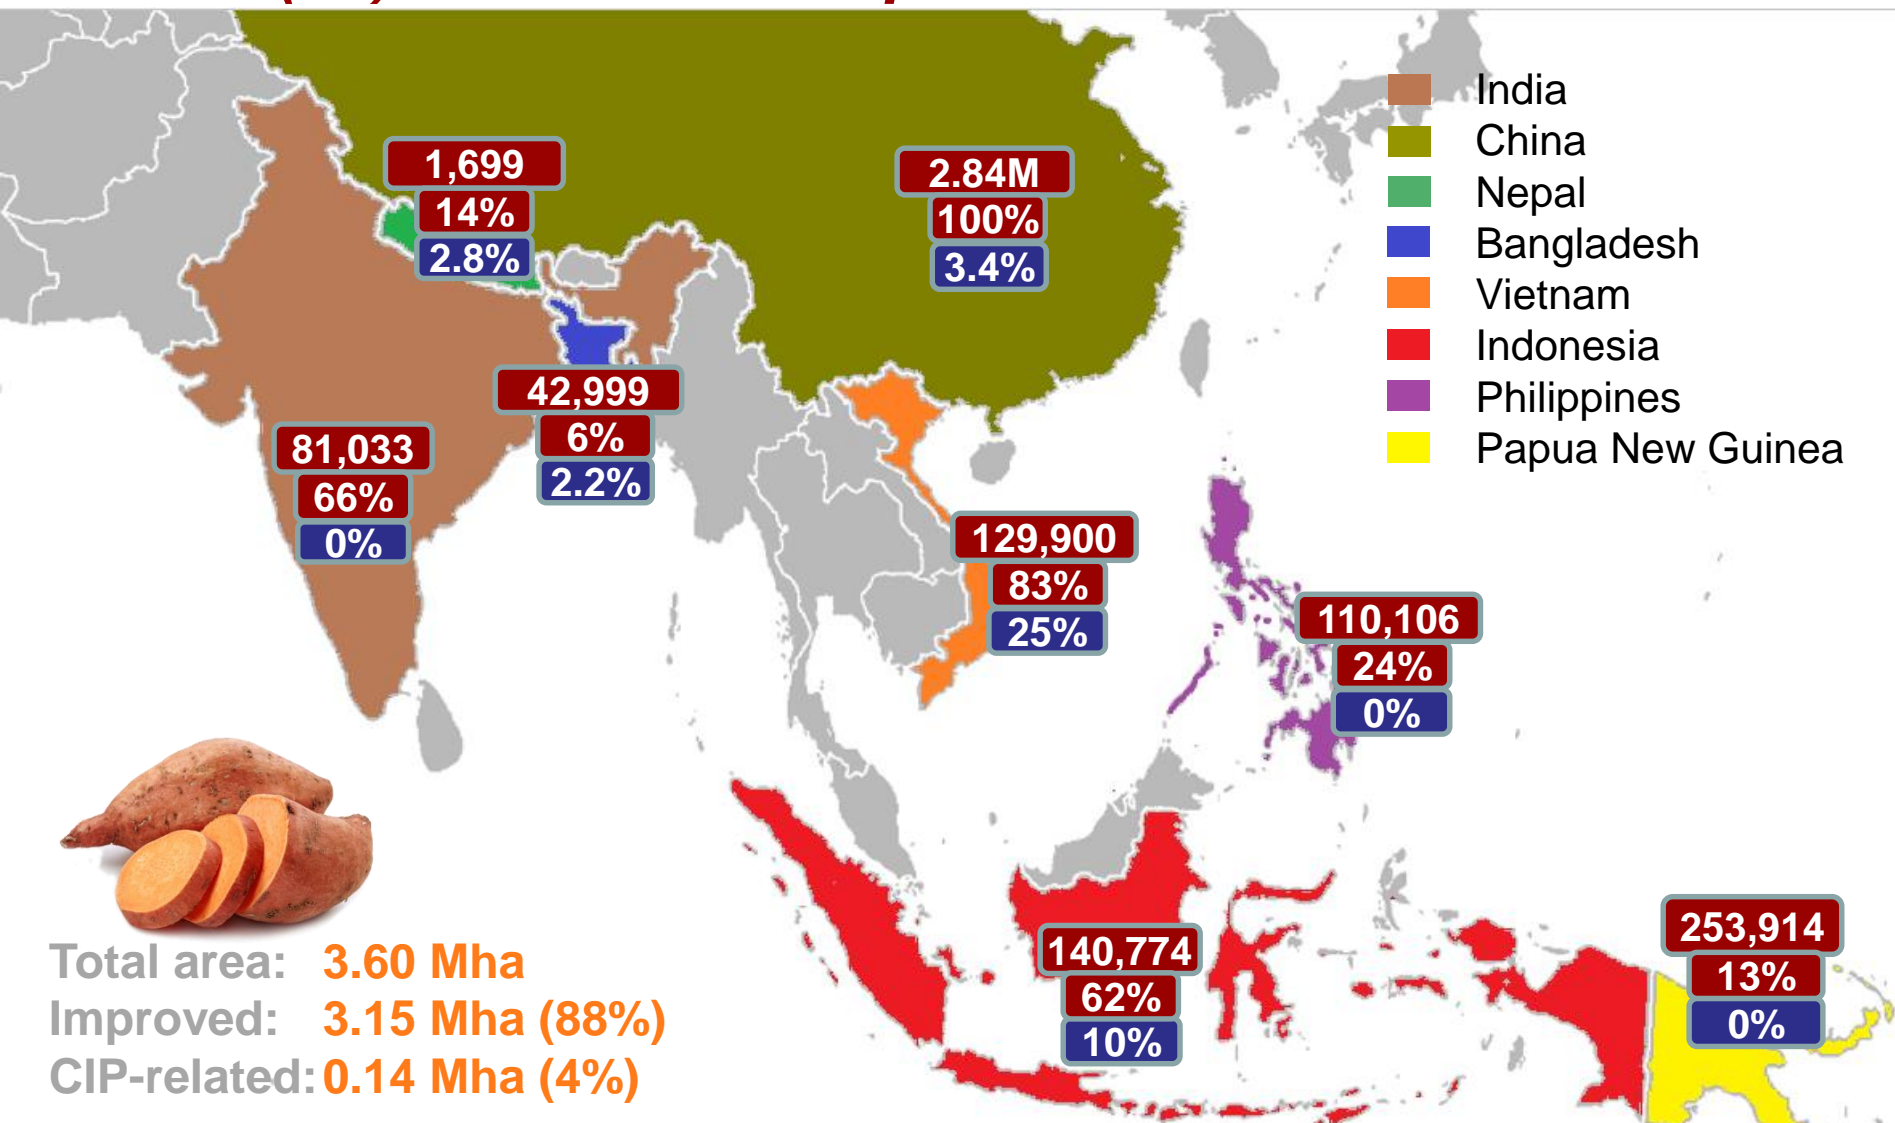 India
China
Nepal
Bangladesh
Vietnam
Indonesia
Philippines
Papua New Guinea
1,699
14%
2.8%
2.84M
100%
3.4%
42,999
6%
2.2%
81,033
66%
0%
129,900
83%
25%
110,106
24%
0%
140,774
62%
10%
253,914
13%
0%
Total area: 3.60 Mha
Improved: 3.15 Mha (88%)
CIP-related: 0.14 Mha (4%)